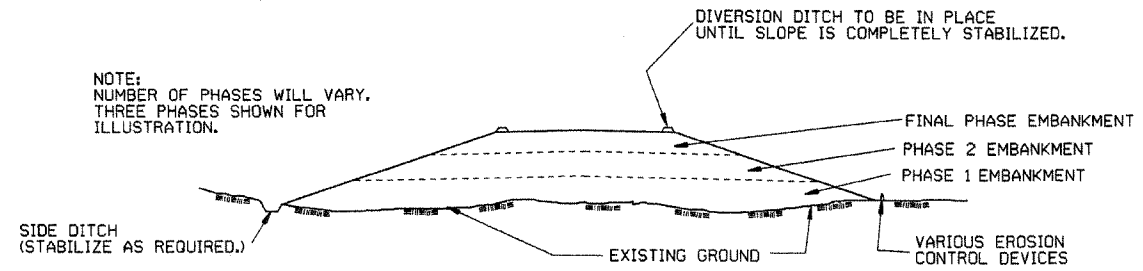 DIVERSION DITCH TO BE IN PLACE
UNTIL SLOPE IS COMPLETELY STABILIZED.
NOTE:
NUMBER OF PHASES WILL VARY.
THREE PHASES SHOWN FOR
ILLUSTRATION.
FINAL PHASE EMBANKMENT
PHASE 2 EMBANKMENT
PHASE 1 EMBANKMENT
SIDE DITCH
(STABILIZE AS REQUIRED.)
EXISTING GROUND
VARIOUS EROSION
CONTROL DEVICES